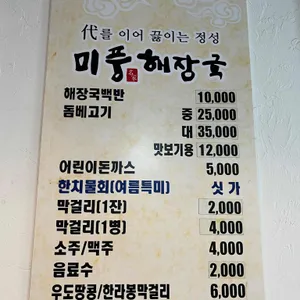 代를 이어 끓이는 정성
미풍해장국
해장국백반 10,000
돔베고기 중 25,000
대 35,000
맛보기용 12,000
어린이돈까스 5,000
한치물회(여름특미) 싯가
막걸리(1잔) 2,000
막걸리(1병) 4,000
소주/맥주 4,000
음료수 2,000
우도땅콩/한라봉막걸리 6,000